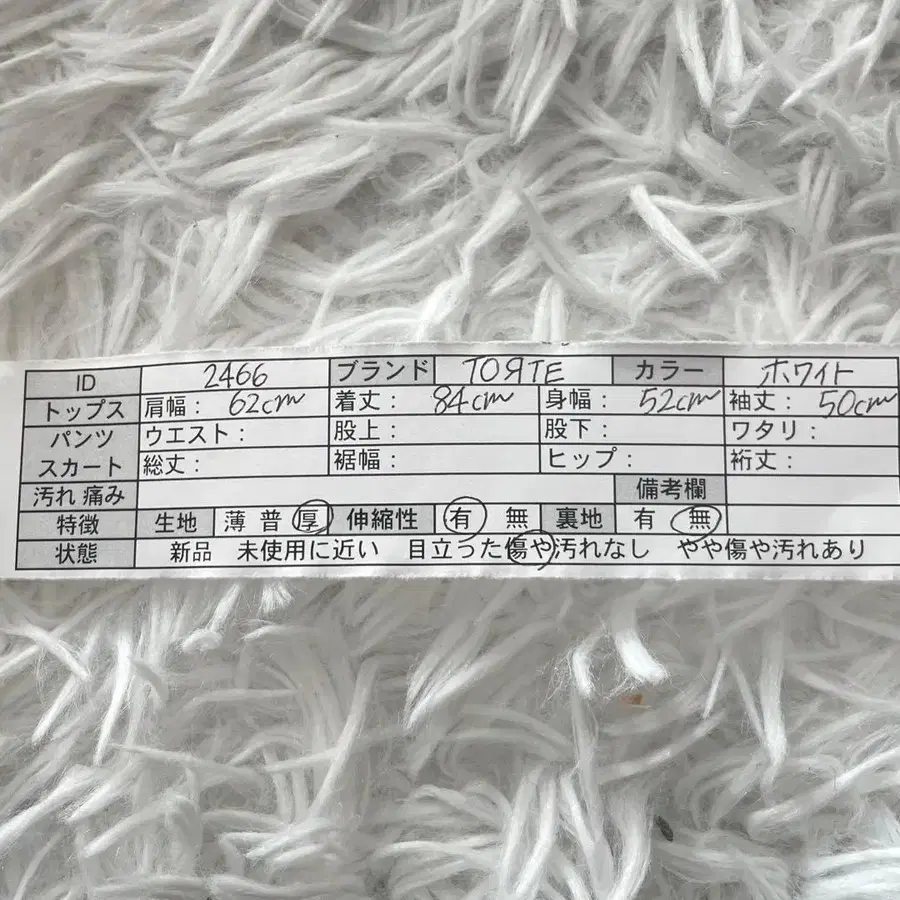 ID 2466 ブランド TOЯTE カラー ホワイト
トップス 肩幅： 62cm 着丈： 84cm 身幅： 52cm 袖丈： 50cm
パンツ ウエスト： 股上： 股下： ワタリ：
スカート 総丈： 裾幅： ヒップ： 裄丈：
汚れ 痛み 備考欄
特徴 生地 薄 普 厚 伸縮性 有 無 裏地 有 無
状態 新品 未使用に近い 目立った傷や汚れなし やや傷や汚れあり